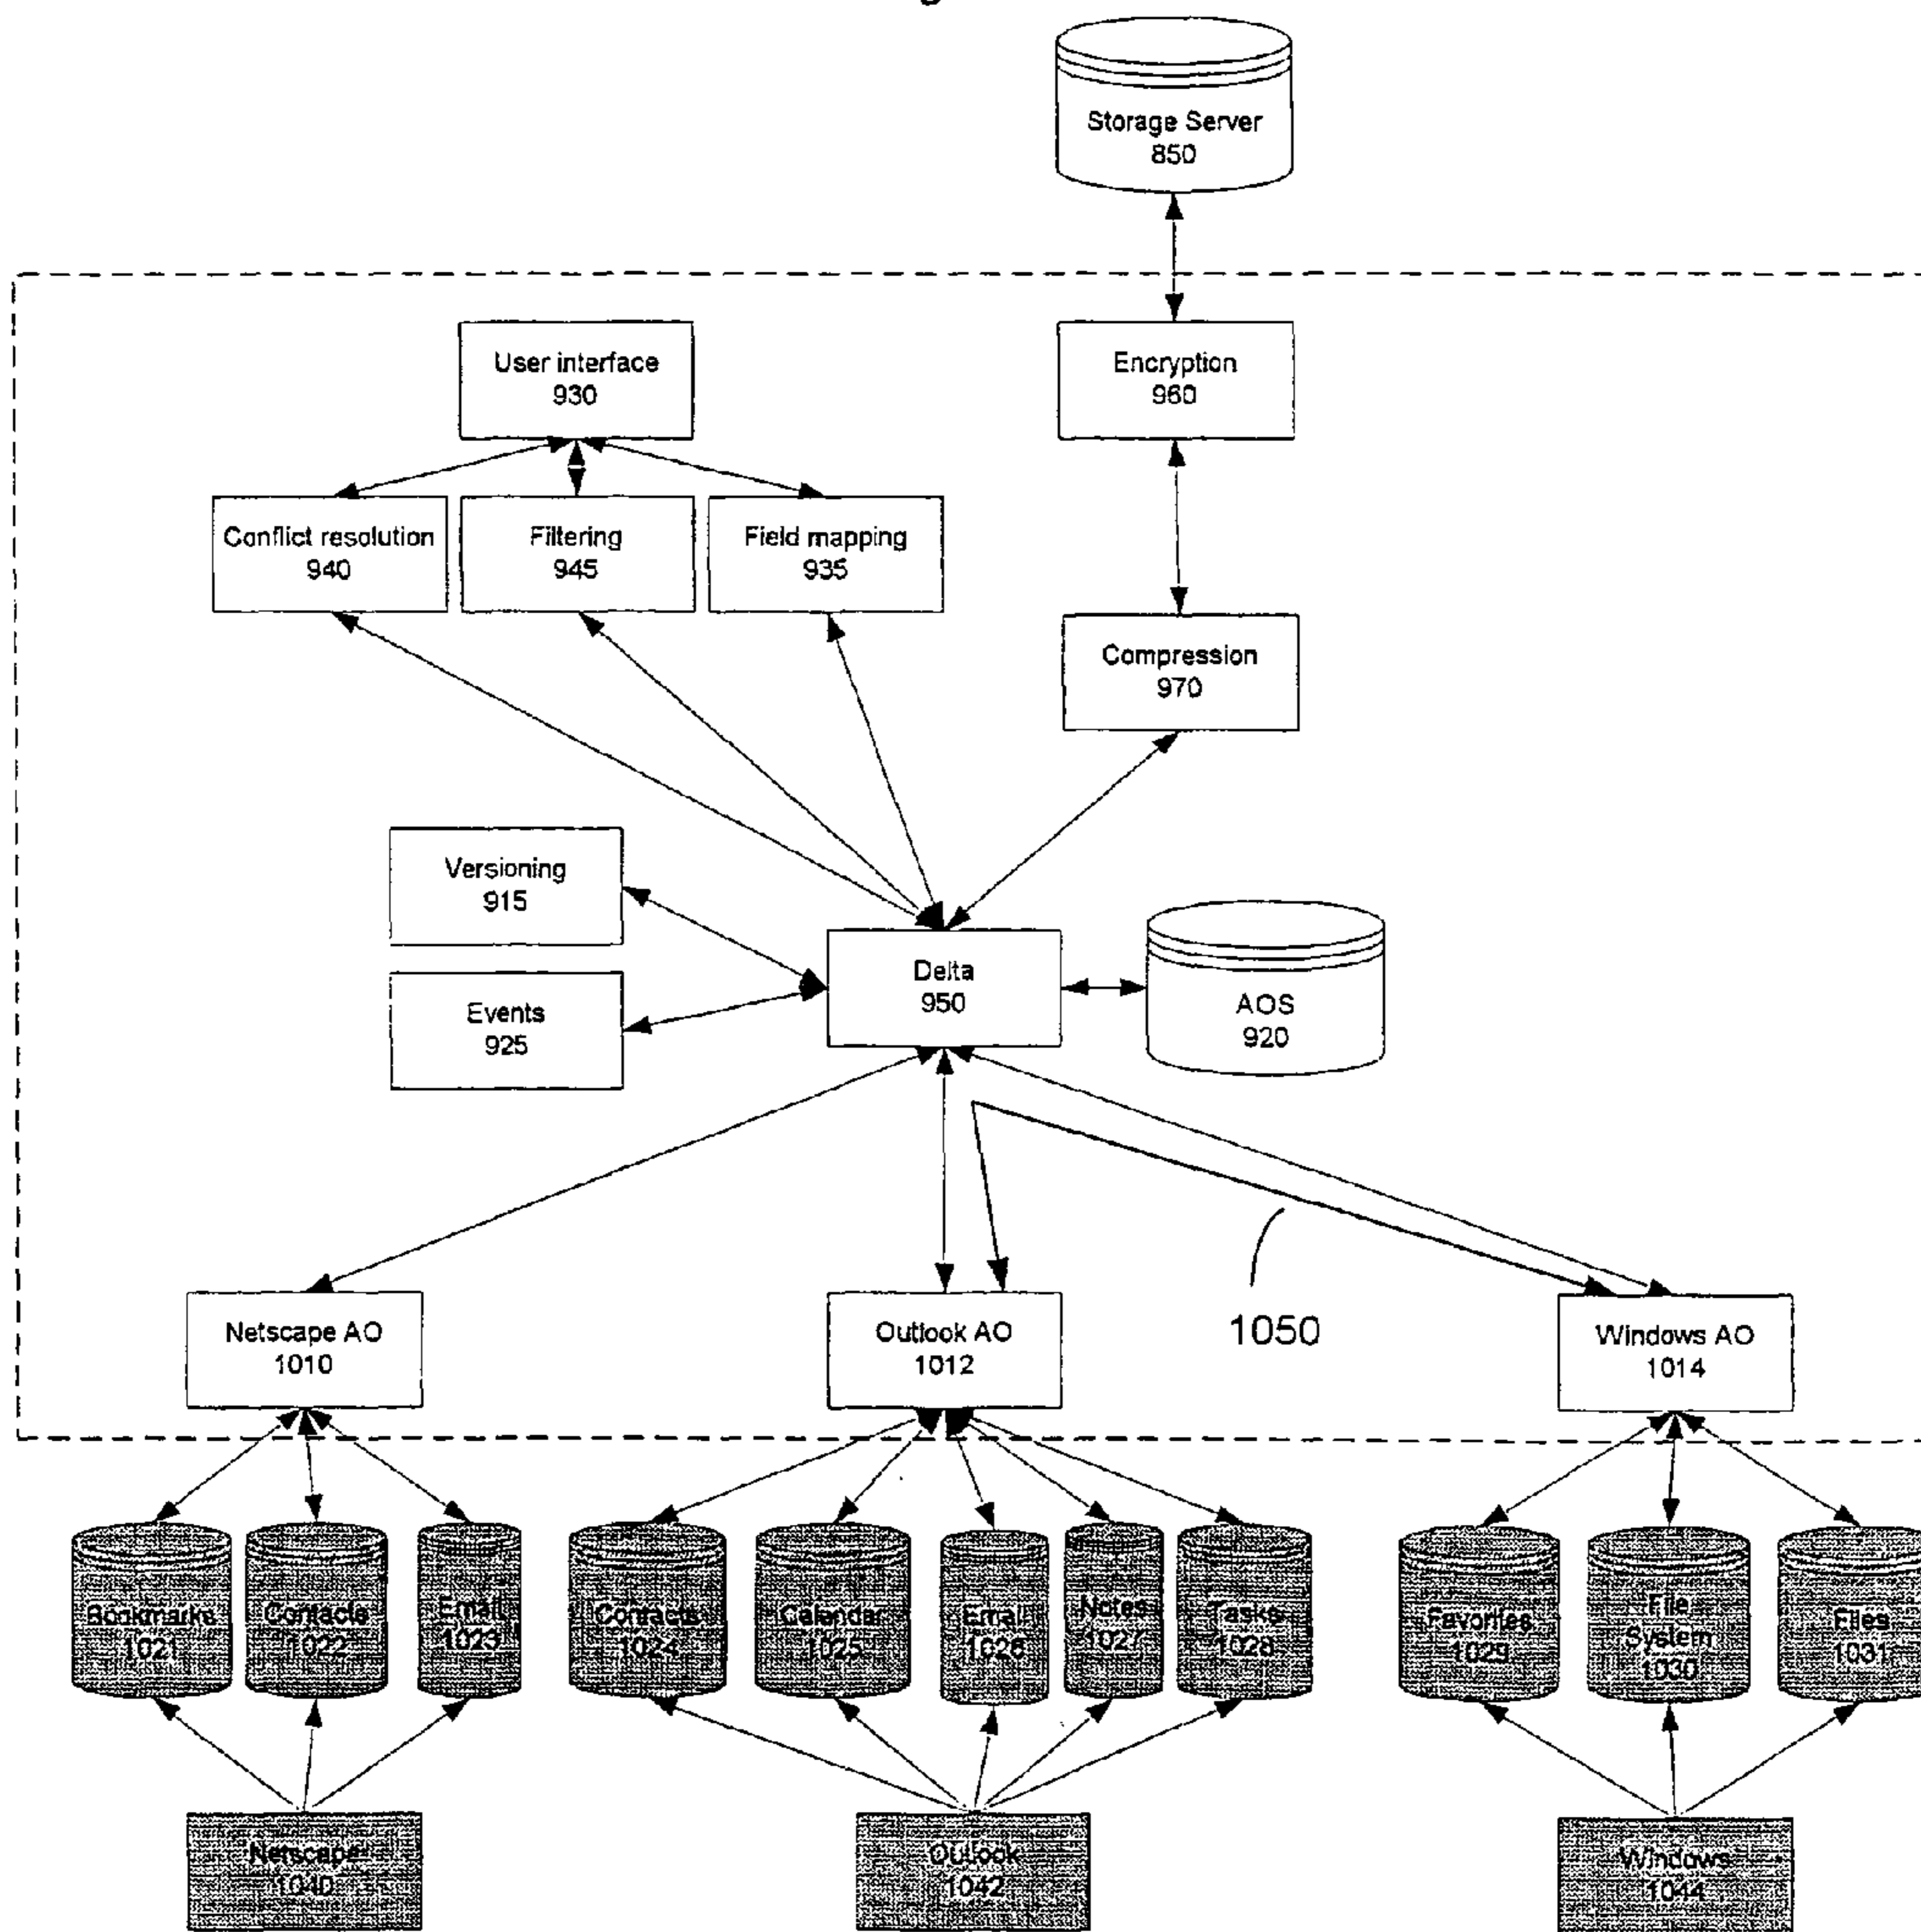 g
Storage Server
850
User interface
930
Encryption
960
Conflict resolution
940
Filtering
945
Field mapping
935
Compression
970
Versioning
915
Events
925
Delta
950
AOS
920
Netscape AO
1010
Outlook AO
1012
1050
Windows AO
1014
Bookmarks
1021
Contacts
1022
Email
1023
Contacts
1024
Calendar
1025
Email
1026
Notes
1027
Tasks
1028
Favorites
1029
File
System
1030
Files
1031
Netscape
1040
Outlook
1042
Windows
1044